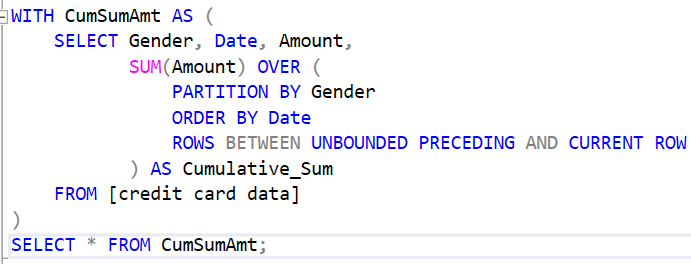 WITH CumSumAmt AS (
SELECT Gender, Date, Amount,
SUM(Amount) OVER (
PARTITION BY Gender
ORDER BY Date
ROWS BETWEEN UNBOUNDED PRECEDING AND CURRENT ROW
) AS Cumulative_Sum
FROM [credit card data]
)
SELECT * FROM CumSumAmt;